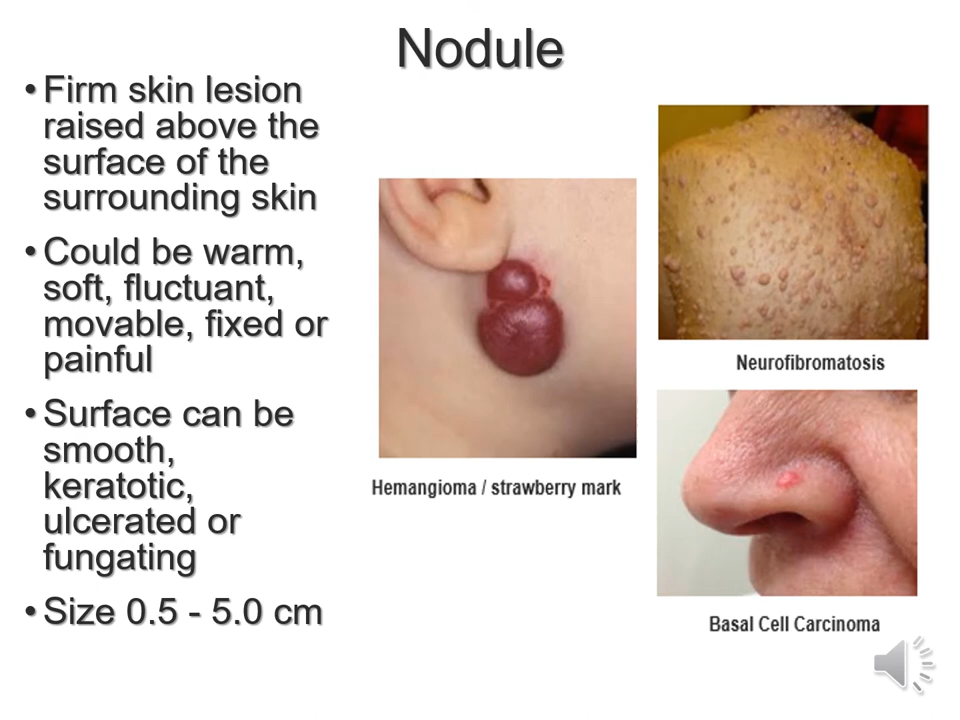 Nodule
• Firm skin lesion
raised above the
surface of the
surrounding skin
• Could be warm,
soft, fluctuant,
movable, fixed or
painful
• Surface can be
smooth,
keratotic,
ulcerated or
fungating
• Size 0.5 - 5.0 cm
Hemangioma / strawberry mark
Neurofibromatosis
Basal Cell Carcinoma